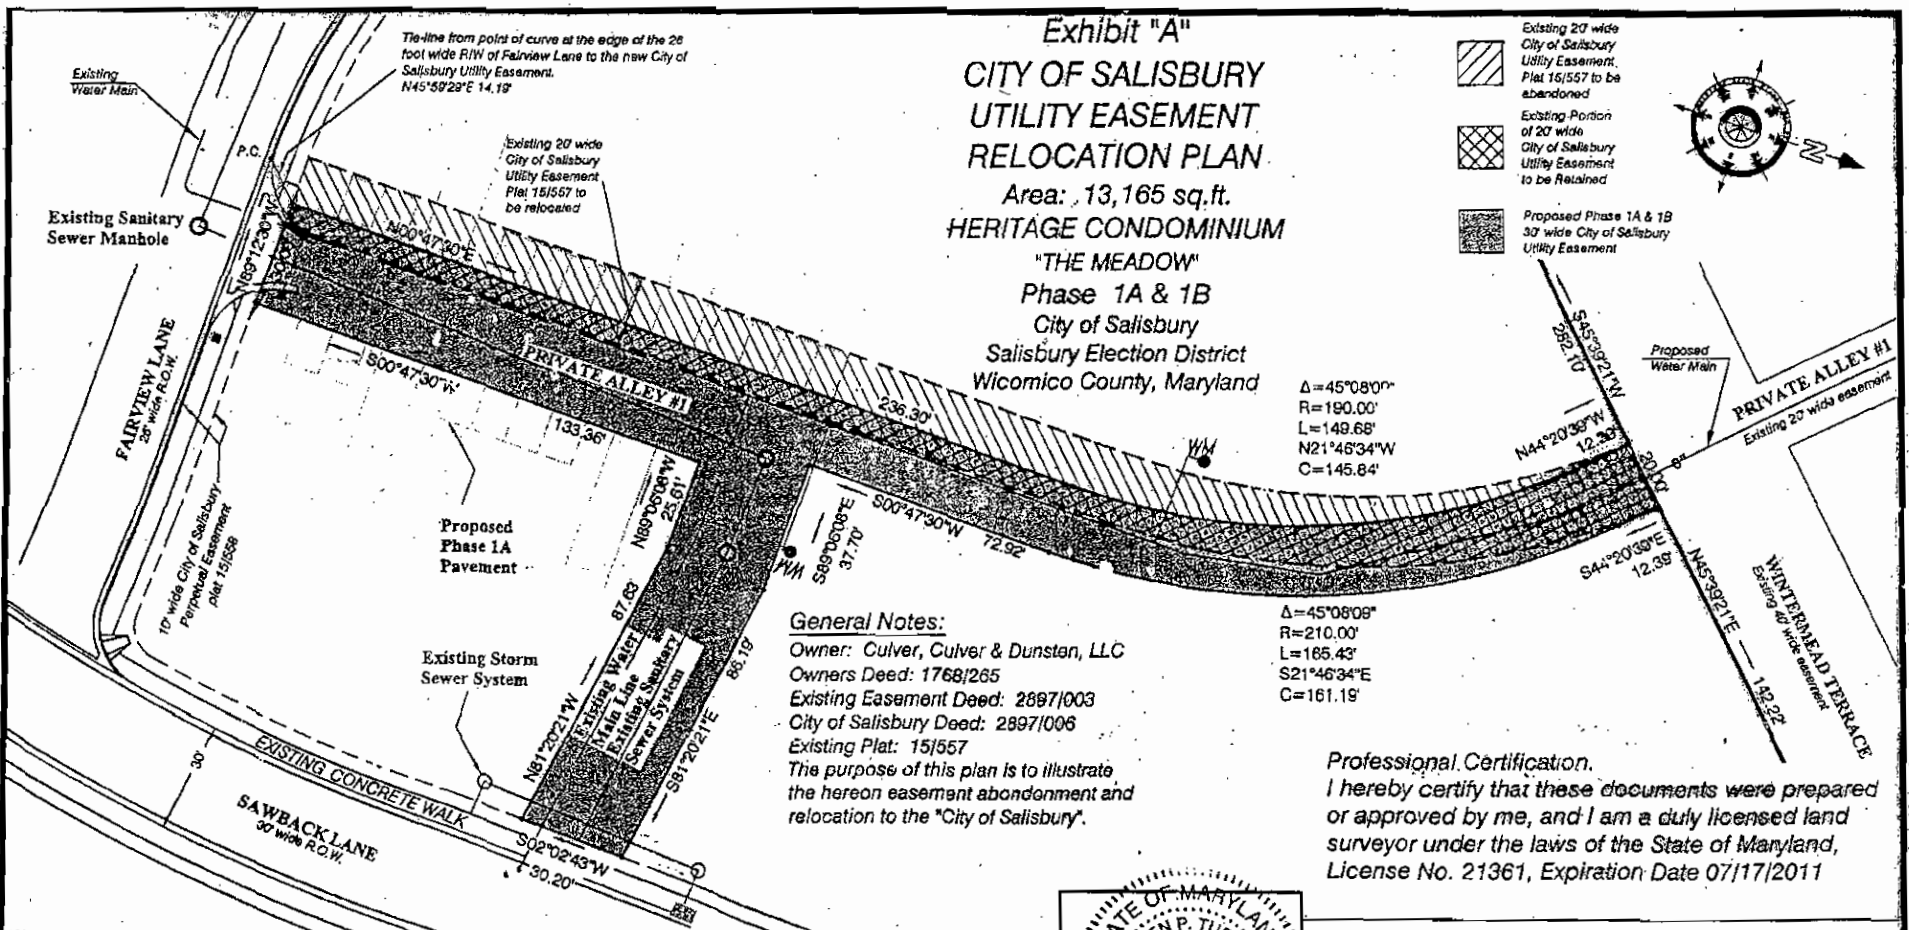 Exhibit "A"
CITY OF SALISBURY
UTILITY EASEMENT
RELOCATION PLAN
Area: 13,165 sq.ft.
HERITAGE CONDOMINIUM
"THE MEADOW"
Phase 1A & 1B
City of Salisbury
Salisbury Election District
Wicomico County, Maryland
Tie-line from point of curve at the edge of the 26
foot wide R/W of Fairview Lane to the new City of
Salisbury Utility Easement.
N45°59'29"E 14.19'
Existing
Water Main
P.C.
Existing 20' wide
City of Salisbury
Utility Easement
Plat 15/557 to
be relocated
Existing Sanitary
Sewer Manhole
N89°12'30"W
N00°47'30"E
PRIVATE ALLEY #1
236.30'
S00°47'30"W
133.36'
FAIRVIEW LANE
26' wide R.O.W.
10' wide City of Salisbury
Perpetual Easement
plat 15/558
Proposed
Phase 1A
Pavement
N89°06'08"W
25.61'
87.63'
N81°20'21"W
Existing Water
Main Line
Existing Sanitary
Sewer System
S89°06'08"E
37.70'
WM
86.19'
S81°20'21"E
S00°47'30"W
72.92'
WM
Existing Storm
Sewer System
EXISTING CONCRETE WALK
30'
SAWBACK LANE
30' wide R.O.W.
S02°02'43"W
30.20'
General Notes:
Owner: Culver, Culver & Dunsten, LLC
Owners Deed: 1768/265
Existing Easement Deed: 2897/003
City of Salisbury Deed: 2897/006
Existing Plat: 15/557
The purpose of this plan is to illustrate
the hereon easement abondonment and
relocation to the "City of Salisbury".
Existing 20' wide
City of Salisbury
Utility Easement
Plat 15/557 to be
abandoned
Existing Portion
of 20' wide
City of Salisbury
Utility Easement
to be Retained
Proposed Phase 1A & 1B
30' wide City of Salisbury
Utility Easement
N
R=190.00'
L=149.68'
N21°46'34"W
C=145.84'
S45°39'21"W
282.10'
Proposed
Water Main
PRIVATE ALLEY #1
Existing 20' wide easement
N44°20'39"W
20.00'
8"
S44°20'39"E
12.39'
N45°39'21"E
142.22'
WINTERMEAD TERRACE
Existing 40' wide easement
Δ=45°08'09"
R=210.00'
L=165.43'
S21°46'34"E
C=161.19'
Professional Certification.
I hereby certify that these documents were prepared
or approved by me, and I am a duly licensed land
surveyor under the laws of the State of Maryland,
License No. 21361, Expiration Date 07/17/2011